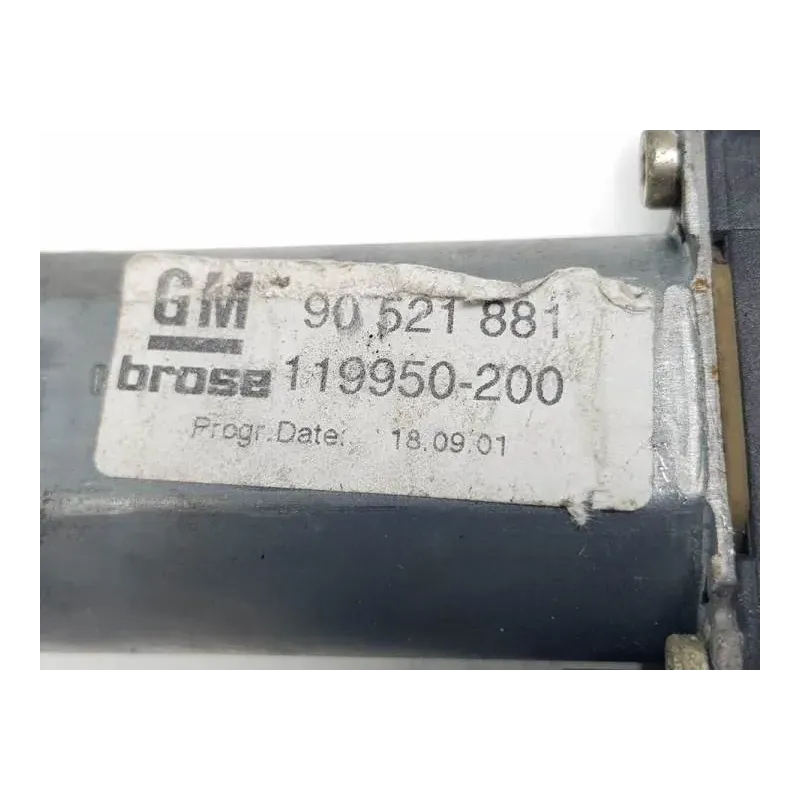 GM 90 521 881
brose 119950-200
Progr.Date: 18.09.01